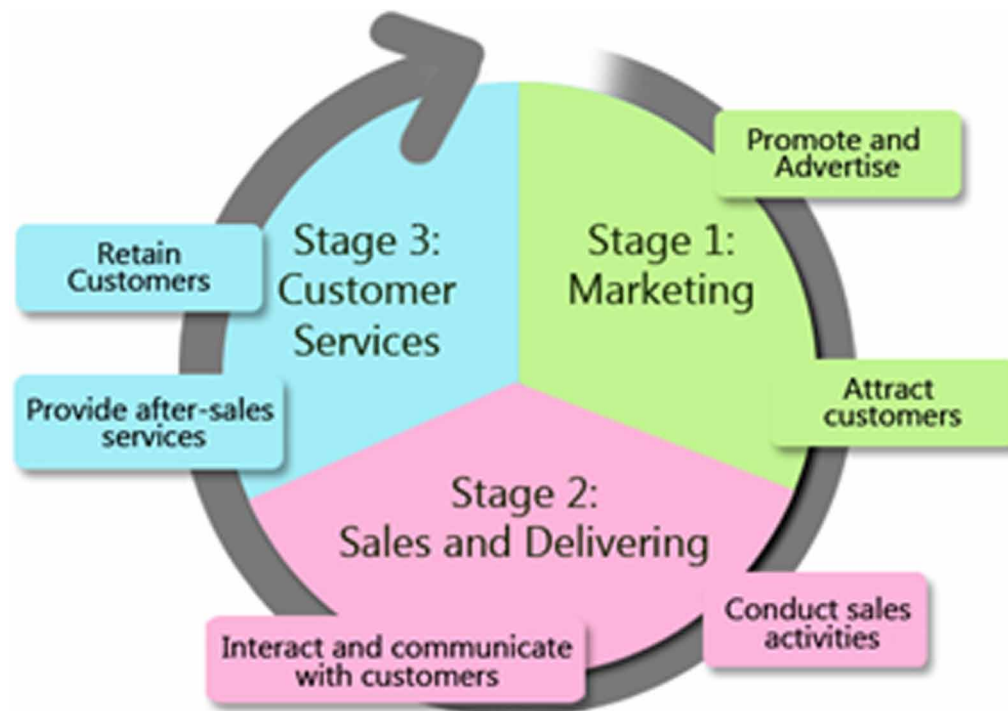 Promote and
Advertise
Stage 1:
Marketing
Attract
customers
Stage 2:
Sales and Delivering
Conduct sales
activities
Interact and communicate
with customers
Stage 3:
Customer
Services
Provide after-sales
services
Retain
Customers